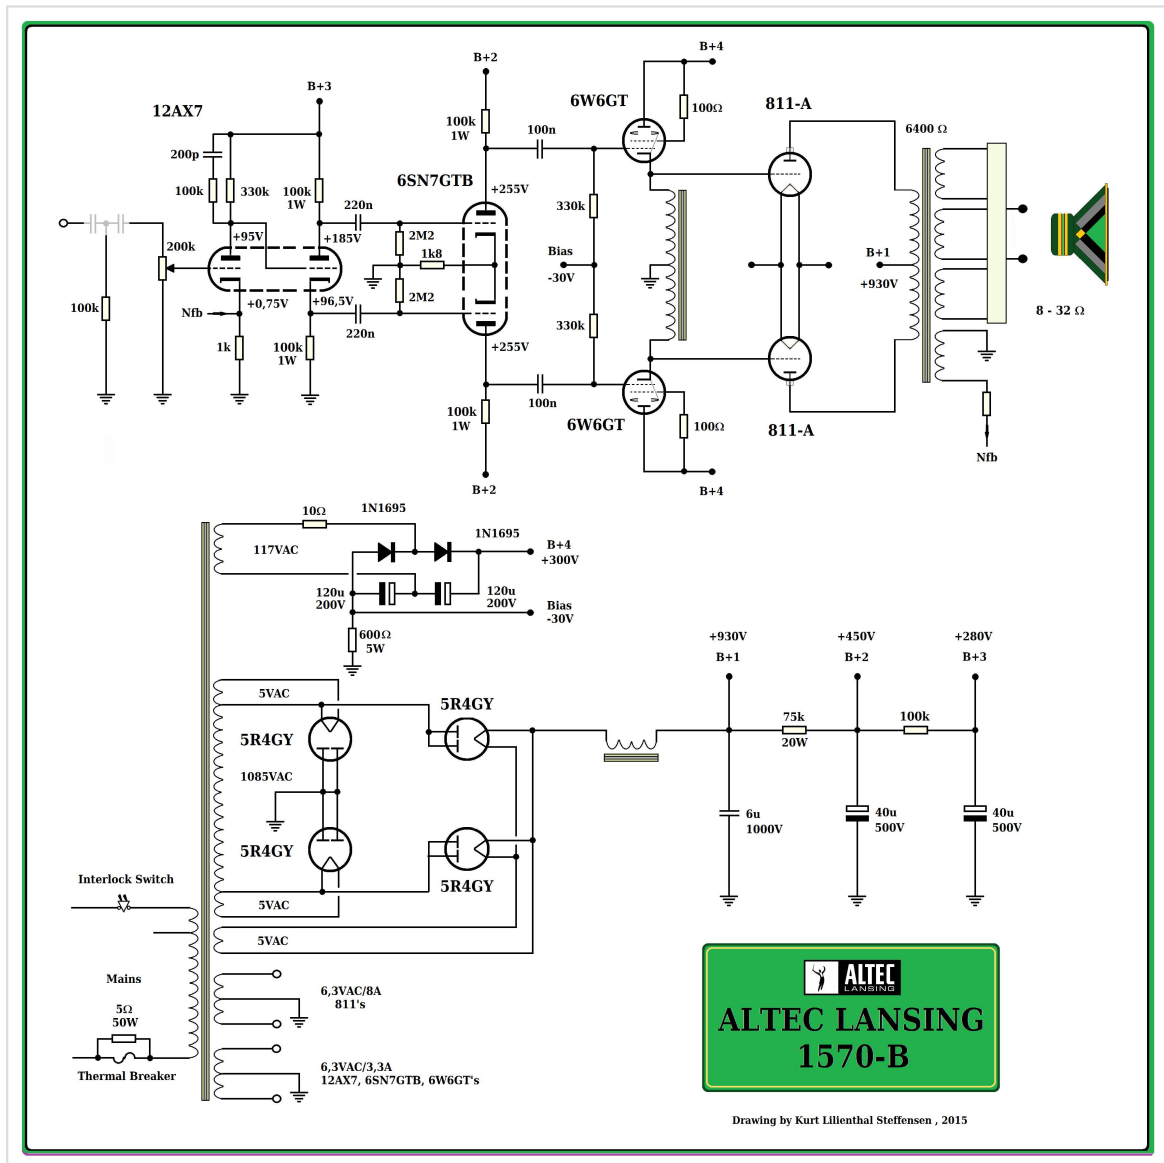 B+4
B+2
6W6GT
811-A
B+3
12AX7
100Ω
6400 Ω
100k
1W
100n
200p
6SN7GTB
100k
330k
100k
1W
+255V
220n
330k
200k
+95V
+185V
2M2
1k8
Bias
-30V
B+1
+930V
100k
Nfb
+0,75V
+96,5V
2M2
220n
330k
8 - 32 Ω
1k
100k
1W
+255V
100n
100k
1W
6W6GT
100Ω
811-A
Nfb
B+2
B+4
10Ω
1N1695
117VAC
1N1695
B+4
+300V
120u
200V
120u
200V
Bias
-30V
600Ω
5W
+930V
B+1
+450V
B+2
+280V
B+3
5VAC
5R4GY
5R4GY
75k
20W
100k
1085VAC
6u
1000V
40u
500V
40u
500V
5R4GY
5R4GY
Interlock Switch
5VAC
5VAC
Mains
6,3VAC/8A
811's
5Ω
50W
Thermal Breaker
6,3VAC/3,3A
12AX7, 6SN7GTB, 6W6GT's
ALTEC
LANSING
ALTEC LANSING
1570-B
Drawing by Kurt Lilienthal Steffensen , 2015